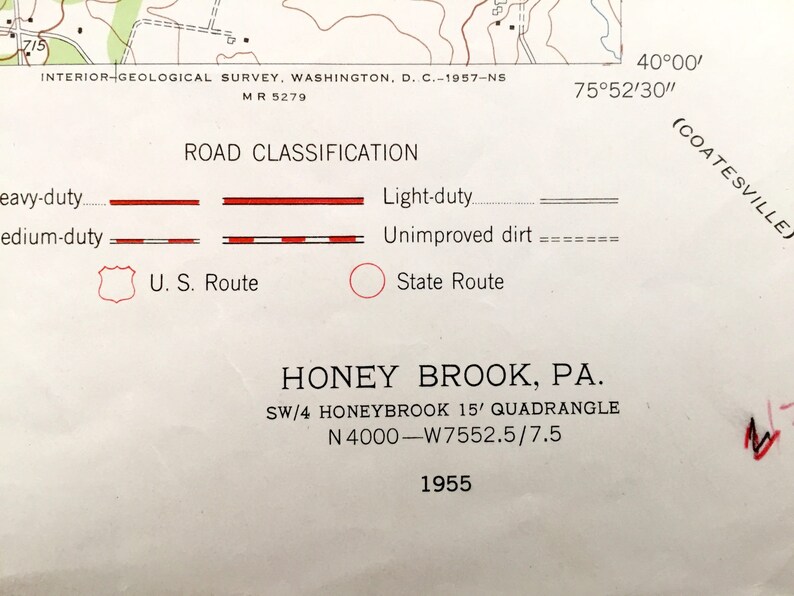 715
40°00′
INTERIOR–GEOLOGICAL SURVEY, WASHINGTON, D. C.–1957–NS
75°52′30″
MR 5279
(COATESVILLE)
ROAD CLASSIFICATION
eavy-duty Light-duty
edium-duty Unimproved dirt
U. S. Route State Route
HONEY BROOK, PA.
SW/4 HONEYBROOK 15′ QUADRANGLE
N4000—W7552.5/7.5
1955